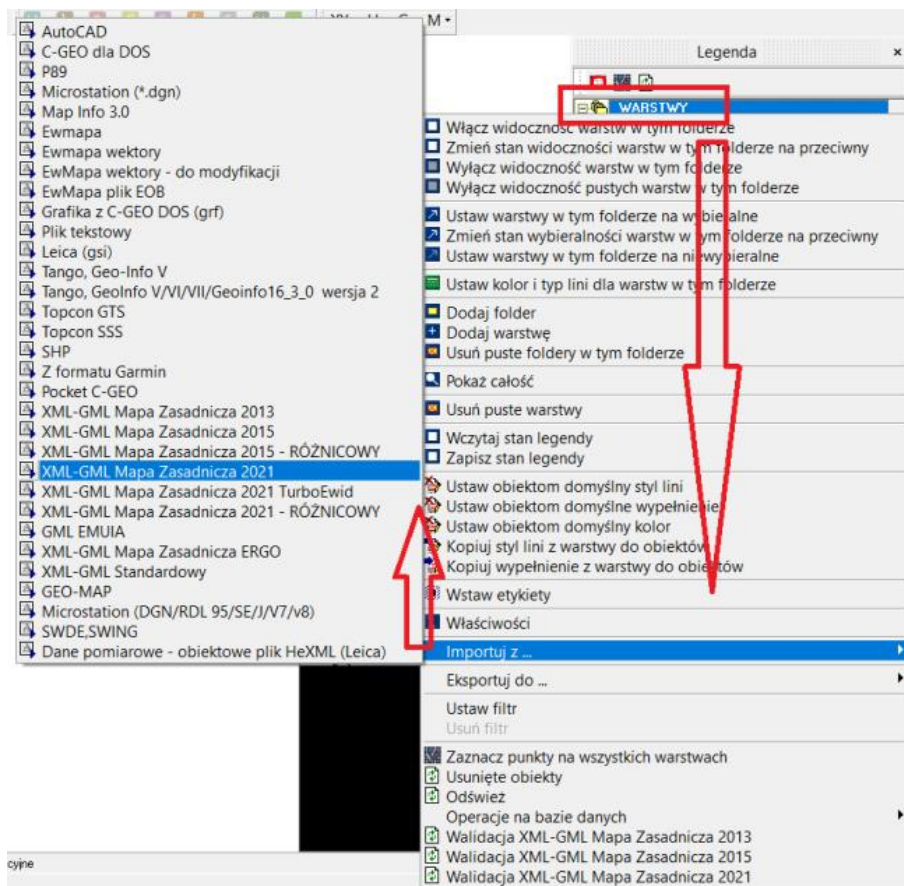 M
Legenda
WARSTWY
AutoCAD
C-GEO dla DOS
P89
Microstation (*.dgn)
Map Info 3.0
Ewmapa
Ewmapa wektory
EwMapa wektory - do modyfikacji
EwMapa plik EOB
Grafika z C-GEO DOS (grf)
Plik tekstowy
Leica (gsi)
Tango, Geo-Info V
Tango, GeoInfo V/VI/VII/Geoinfo16_3_0 wersja 2
Topcon GTS
Topcon SSS
SHP
Z formatu Garmin
Pocket C-GEO
XML-GML Mapa Zasadnicza 2013
XML-GML Mapa Zasadnicza 2015
XML-GML Mapa Zasadnicza 2015 - RÓŻNICOWY
XML-GML Mapa Zasadnicza 2021
XML-GML Mapa Zasadnicza 2021 TurboEwid
XML-GML Mapa Zasadnicza 2021 - RÓŻNICOWY
GML EMUIA
XML-GML Mapa Zasadnicza ERGO
XML-GML Standardowy
GEO-MAP
Microstation (DGN/RDL 95/SE/J/V7/v8)
SWDE,SWING
Dane pomiarowe - obiektowe plik HeXML (Leica)
Włącz widoczność warstw w tym folderze
Zmień stan widoczności warstw w tym folderze na przeciwny
Wyłącz widoczność warstw w tym folderze
Wyłącz widoczność pustych warstw w tym folderze
Ustaw warstwy w tym folderze na wybieralne
Zmień stan wybieralności warstw w tym folderze na przeciwny
Ustaw warstwy w tym folderze na niewybieralne
Ustaw kolor i typ lini dla warstw w tym folderze
Dodaj folder
Dodaj warstwę
Usuń puste foldery w tym folderze
Pokaż całość
Usuń puste warstwy
Wczytaj stan legendy
Zapisz stan legendy
Ustaw obiektom domyślny styl lini
Ustaw obiektom domyślne wypełnienie
Ustaw obiektom domyślny kolor
Kopiuj styl lini z warstwy do obiektów
Kopiuj wypełnienie z warstwy do obiektów
Wstaw etykiety
Właściwości
Importuj z ...
Eksportuj do ...
Ustaw filtr
Usuń filtr
Zaznacz punkty na wszystkich warstwach
Usunięte obiekty
Odśwież
Operacje na bazie danych
Walidacja XML-GML Mapa Zasadnicza 2013
Walidacja XML-GML Mapa Zasadnicza 2015
Walidacja XML-GML Mapa Zasadnicza 2021
cyjne